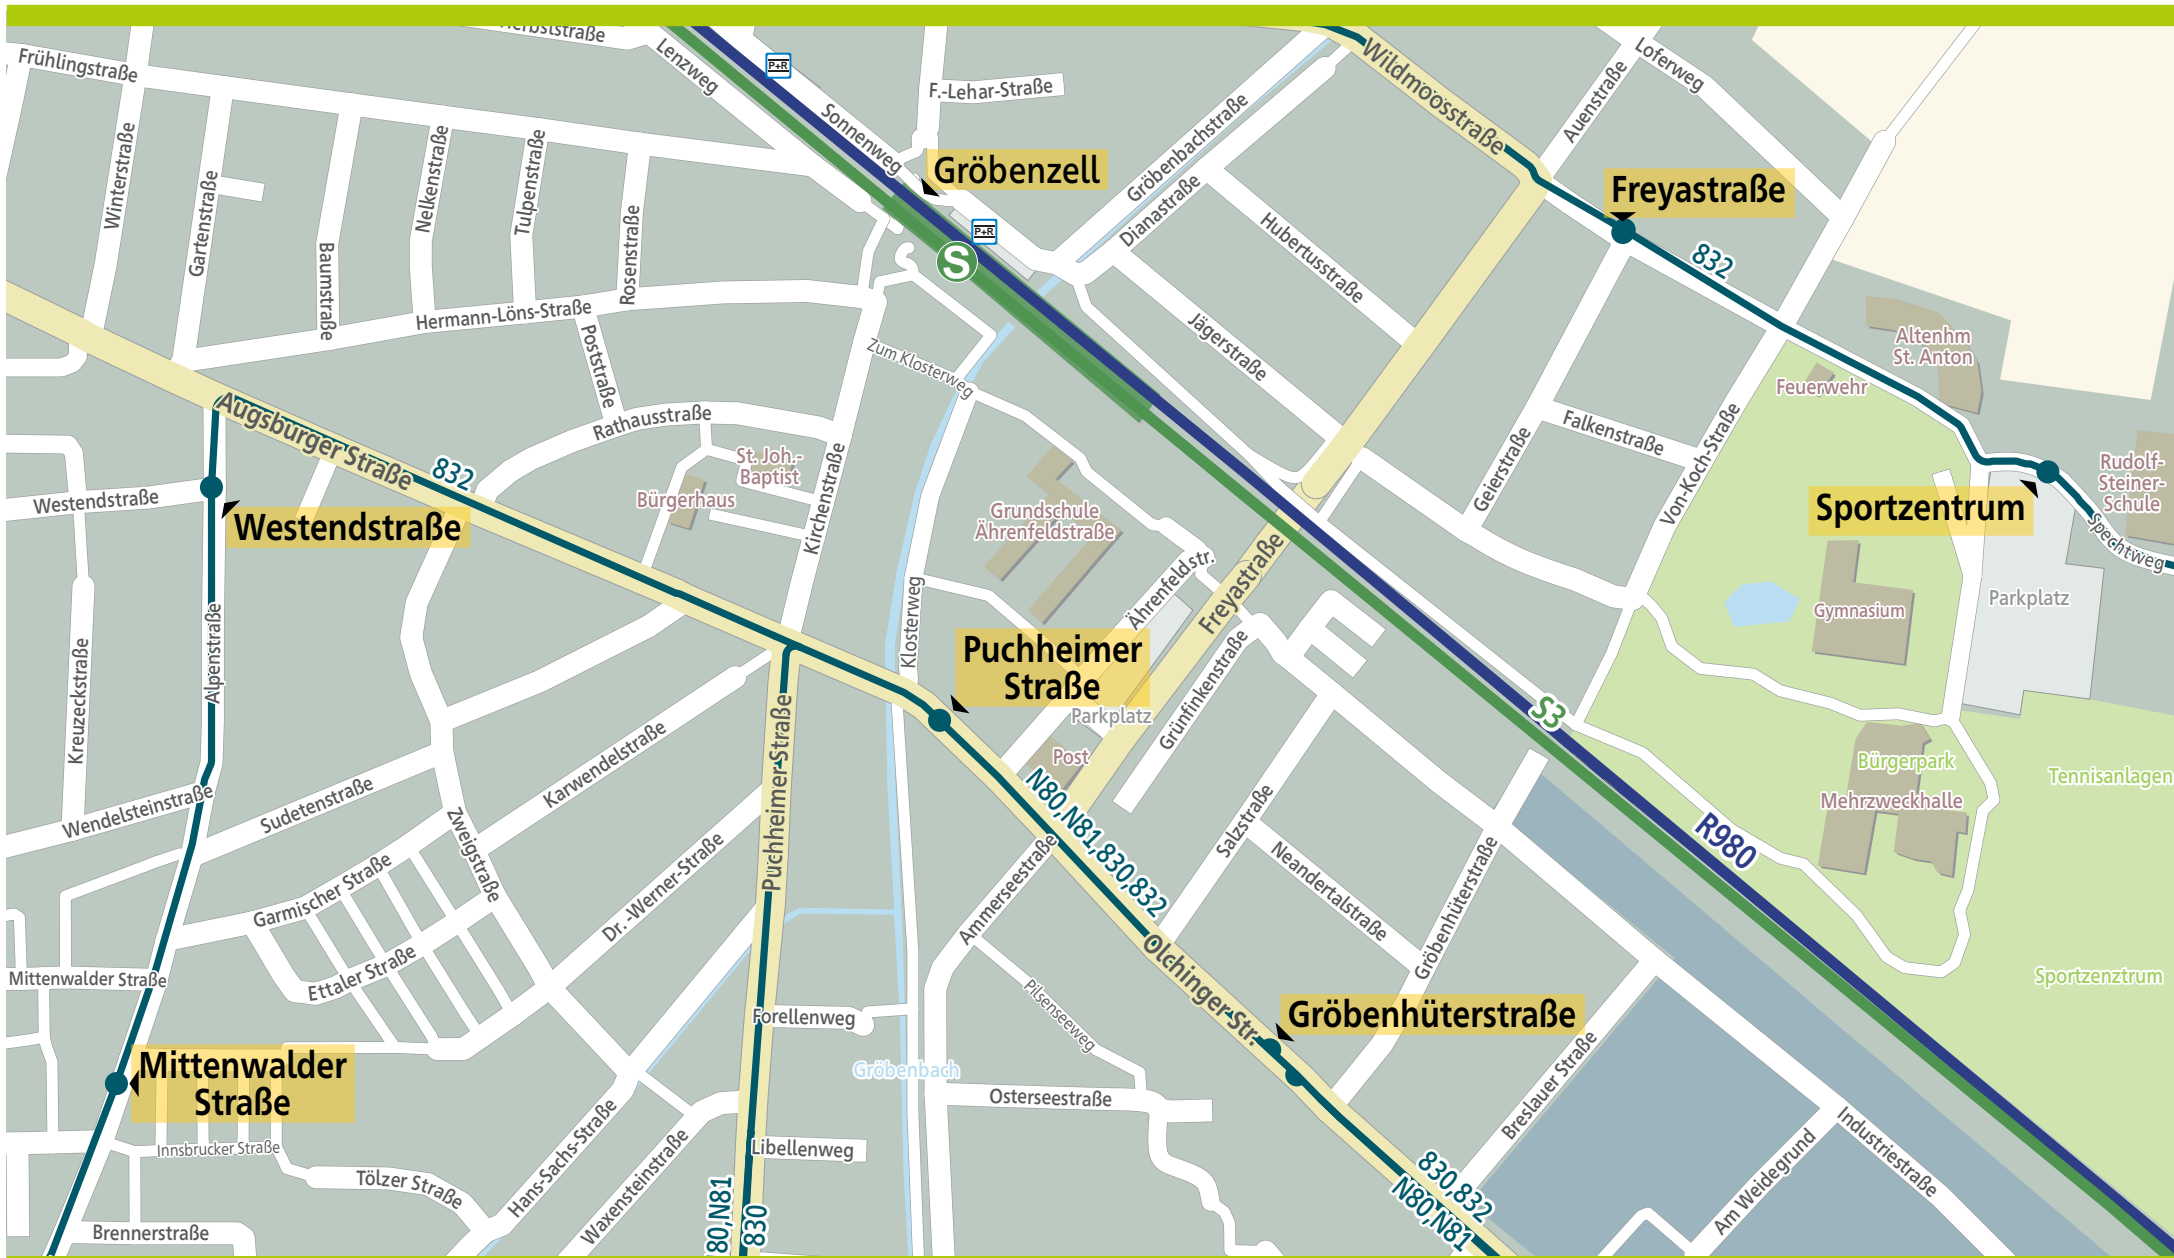 Herbststraße
Frühlingstraße
Lenzweg
P+R
Sonnenweg
F.-Lehar-Straße
Wildmoosstraße
Loferweg
Auenstraße
Gröbenbachstraße
Dianastraße
Gröbenzell
Freyastraße
Winterstraße
Gartenstraße
Baumstraße
Nelkenstraße
Tulpenstraße
Rosenstraße
P+R
S
Hubertusstraße
832
Hermann-Löns-Straße
Poststraße
Zum Klosterweg
Jägerstraße
Altenhm
St. Anton
Feuerwehr
Augsburger Straße
832
Rathausstraße
St. Joh.-
Baptist
Bürgerhaus
Kirchenstraße
Falkenstraße
Geierstraße
Von-Koch-Straße
Rudolf-
Steiner-
Schule
Sportzentrum
Spechtweg
Westendstraße
Westendstraße
Grundschule
Ährenfeldstraße
Ährenfeldstr.
Freyastraße
Gymnasium
Parkplatz
Kreuzeckstraße
Alpenstraße
Klosterweg
Puchheimer
Straße
Parkplatz
Post
Grünfinkenstraße
S3
R980
Bürgerpark
Mehrzweckhalle
Tennisanlagen
Sportzenztrum
Wendelsteinstraße
Sudetenstraße
Karwendelstraße
Puchheimer Straße
Zweigstraße
Garmischer Straße
Ettaler Straße
Dr.-Werner-Straße
N80,N81,830,832
Ammerseestraße
Salzstraße
Neandertalstraße
Gröbenhüterstraße
Olchinger Str.
Mittenwalder Straße
Mittenwalder
Straße
Forellenweg
Gröbenbach
Pilsenseeweg
Gröbenhüterstraße
Osterseestraße
Breslauer Straße
Innsbrucker Straße
Tölzer Straße
Hans-Sachs-Straße
Waxensteinstraße
Libellenweg
Brennerstraße
80,N81
830
830,832
N80,N81
Am Weidegrund
Industriestraße